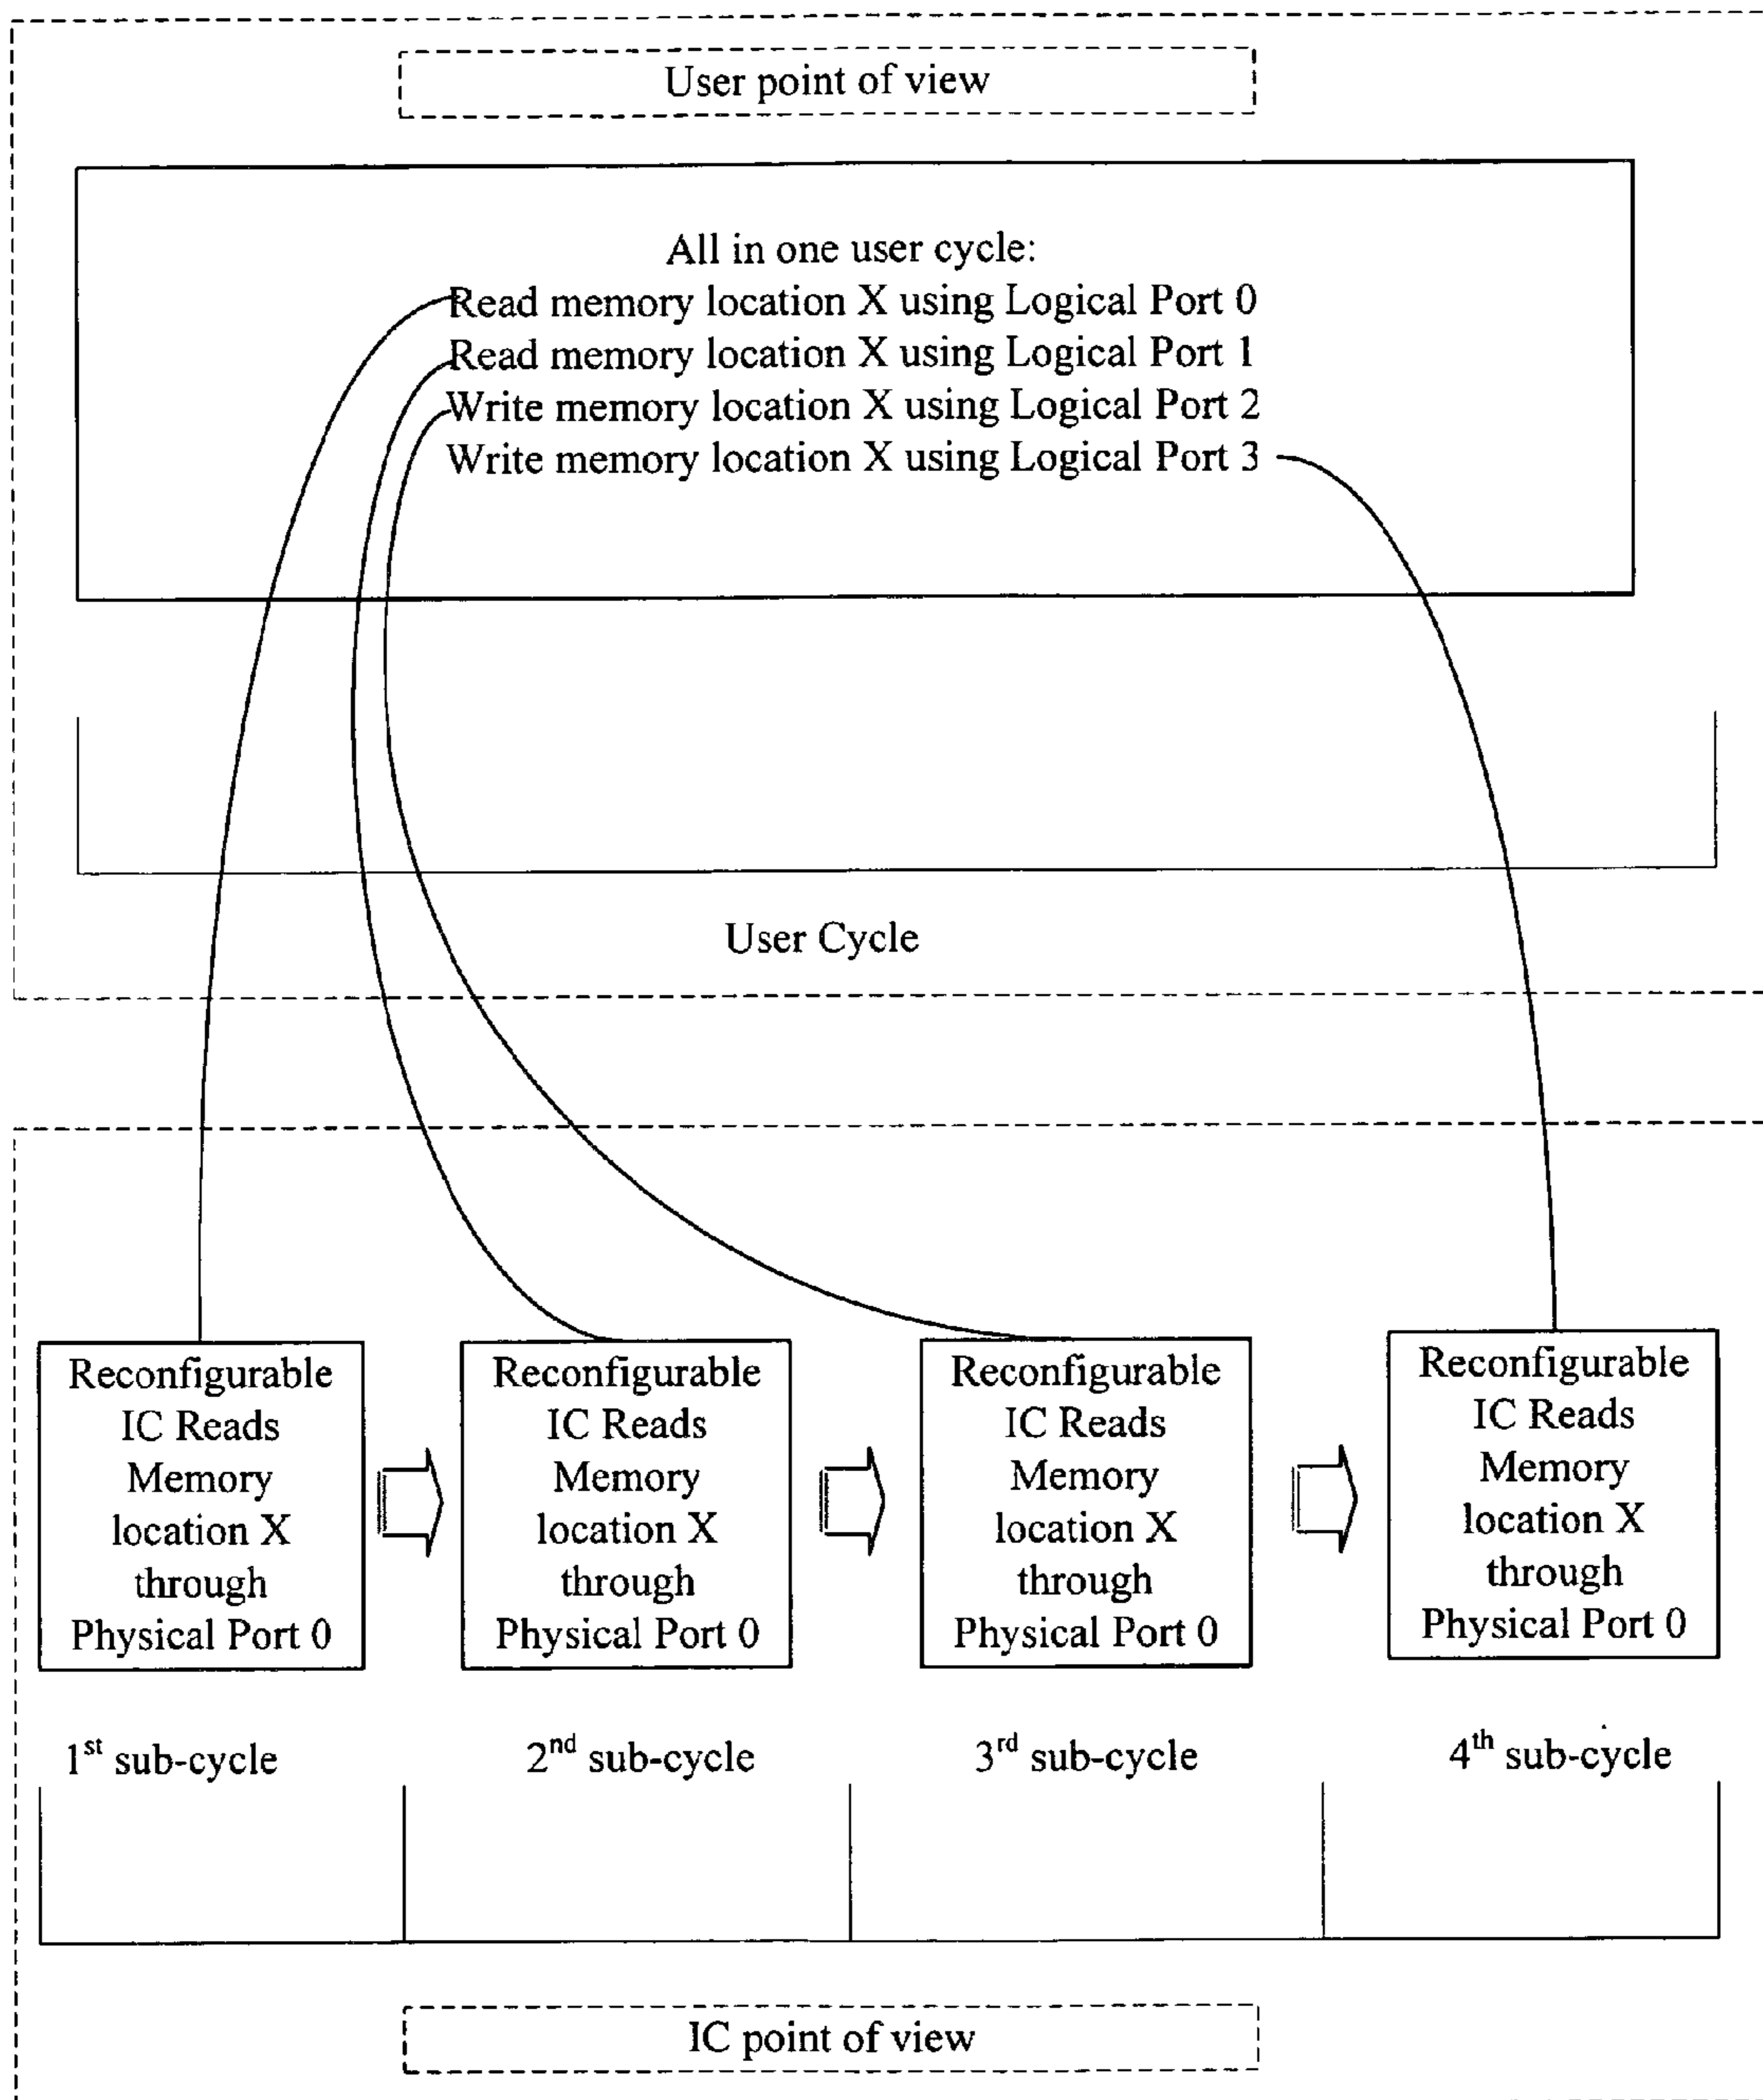 User point of view
All in one user cycle:
Read memory location X using Logical Port 0
Read memory location X using Logical Port 1
Write memory location X using Logical Port 2
Write memory location X using Logical Port 3
User Cycle
Reconfigurable
IC Reads
Memory
location X
through
Physical Port 0
Reconfigurable
IC Reads
Memory
location X
through
Physical Port 0
Reconfigurable
IC Reads
Memory
location X
through
Physical Port 0
Reconfigurable
IC Reads
Memory
location X
through
Physical Port 0
1st sub-cycle
2nd sub-cycle
3rd sub-cycle
4th sub-cycle
IC point of view